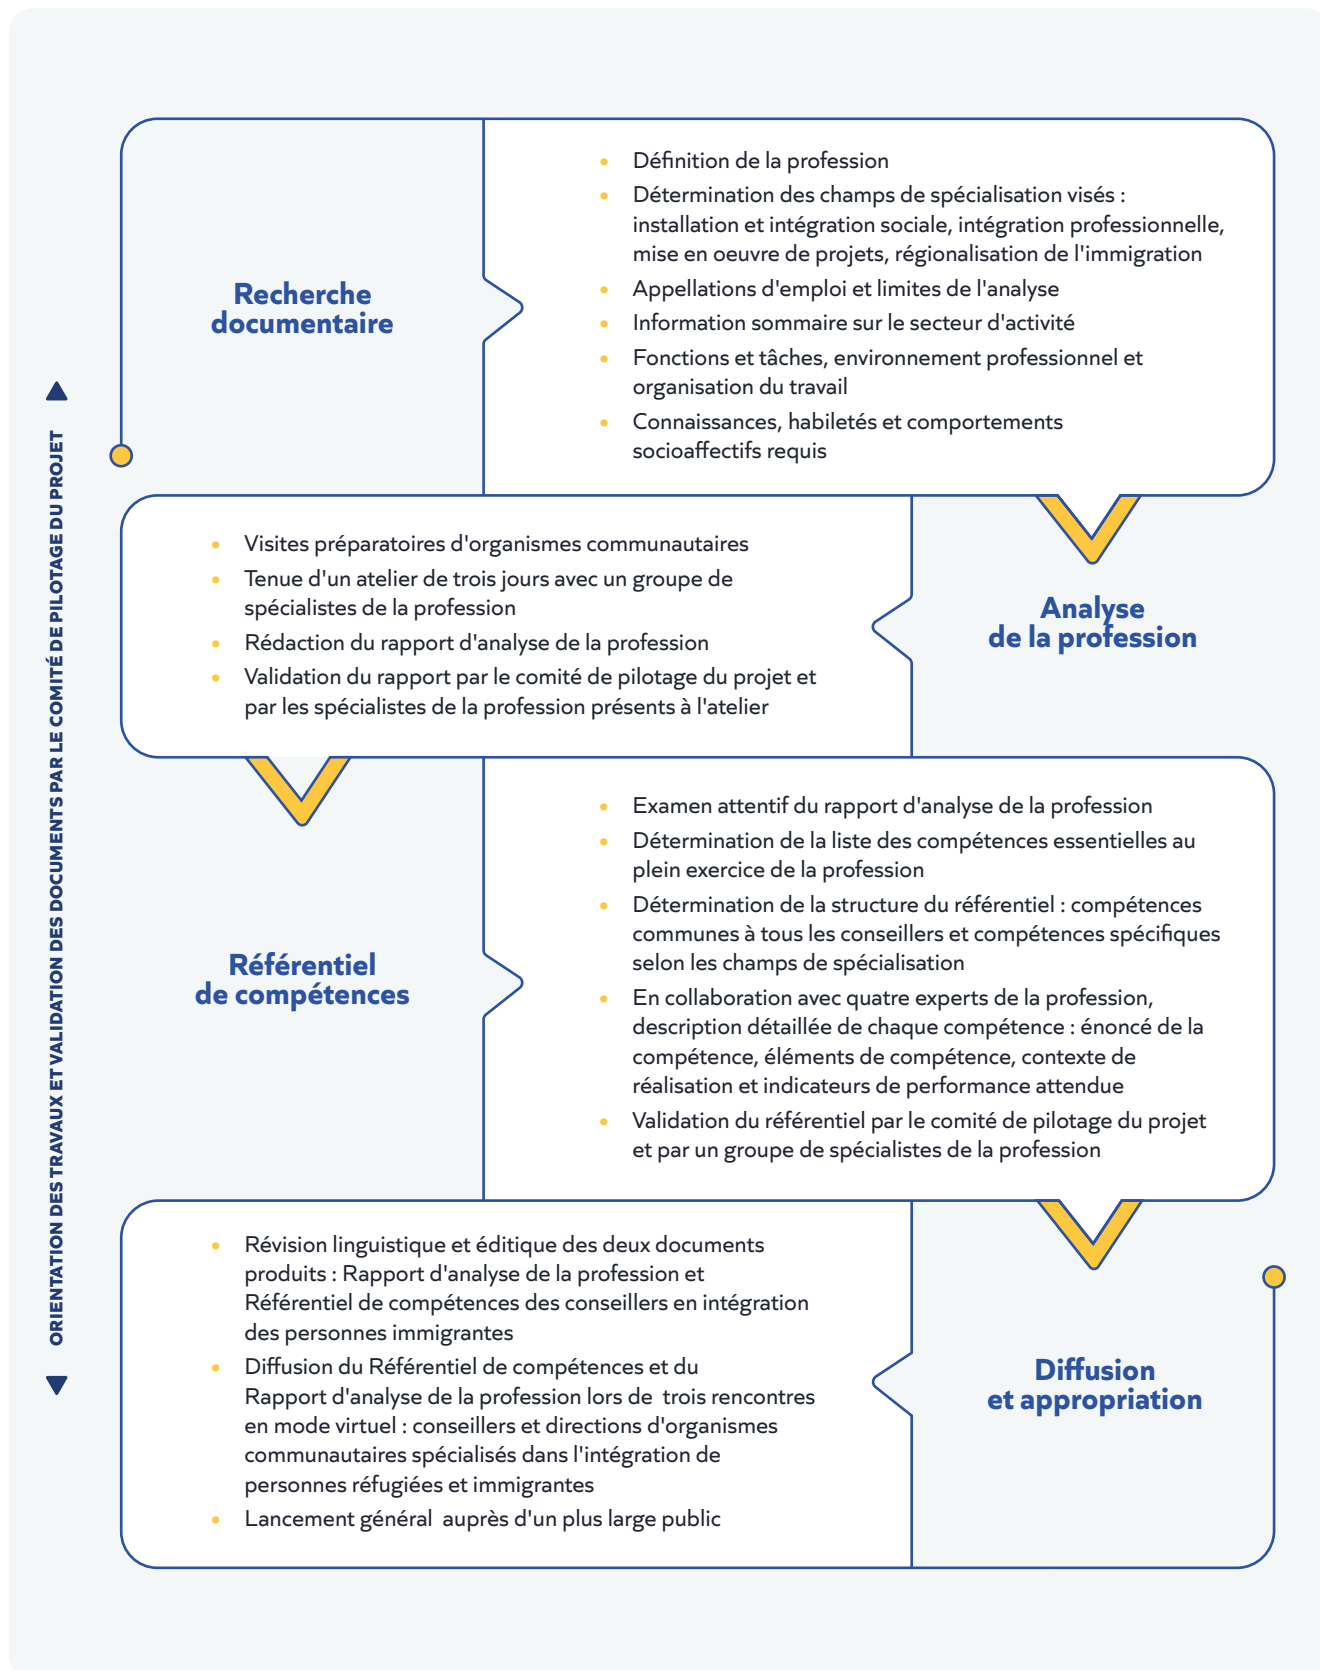 ORIENTATION DES TRAVAUX ET VALIDATION DES DOCUMENTS PAR LE COMITÉ DE PILOTAGE DU PROJET
Recherche
documentaire
Définition de la profession
Détermination des champs de spécialisation visés :
installation et intégration sociale, intégration professionnelle,
mise en oeuvre de projets, régionalisation de l'immigration
Appellations d'emploi et limites de l'analyse
Information sommaire sur le secteur d'activité
Fonctions et tâches, environnement professionnel et
organisation du travail
Connaissances, habiletés et comportements
socioaffectifs requis
Analyse
de la profession
Visites préparatoires d'organismes communautaires
Tenue d'un atelier de trois jours avec un groupe de
spécialistes de la profession
Rédaction du rapport d'analyse de la profession
Validation du rapport par le comité de pilotage du projet et
par les spécialistes de la profession présents à l'atelier
Référentiel
de compétences
Examen attentif du rapport d'analyse de la profession
Détermination de la liste des compétences essentielles au
plein exercice de la profession
Détermination de la structure du référentiel : compétences
communes à tous les conseillers et compétences spécifiques
selon les champs de spécialisation
En collaboration avec quatre experts de la profession,
description détaillée de chaque compétence : énoncé de la
compétence, éléments de compétence, contexte de
réalisation et indicateurs de performance attendue
Validation du référentiel par le comité de pilotage du projet
et par un groupe de spécialistes de la profession
Diffusion
et appropriation
Révision linguistique et éditique des deux documents
produits : Rapport d'analyse de la profession et
Référentiel de compétences des conseillers en intégration
des personnes immigrantes
Diffusion du Référentiel de compétences et du
Rapport d'analyse de la profession lors de trois rencontres
en mode virtuel : conseillers et directions d'organismes
communautaires spécialisés dans l'intégration de
personnes réfugiées et immigrantes
Lancement général auprès d'un plus large public